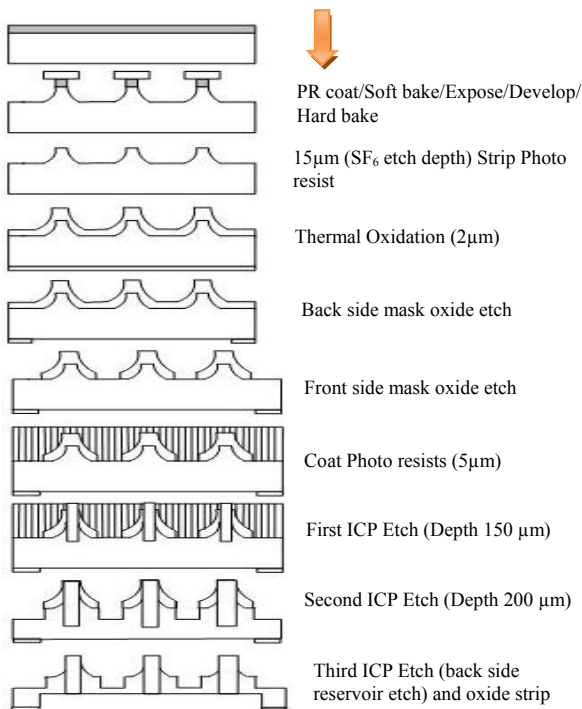 PR coat/Soft bake/Expose/Develop/
Hard bake
15µm (SF₆ etch depth) Strip Photo
resist
Thermal Oxidation (2µm)
Back side mask oxide etch
Front side mask oxide etch
Coat Photo resists (5µm)
First ICP Etch (Depth 150 µm)
Second ICP Etch (Depth 200 µm)
Third ICP Etch (back side
reservoir etch) and oxide strip